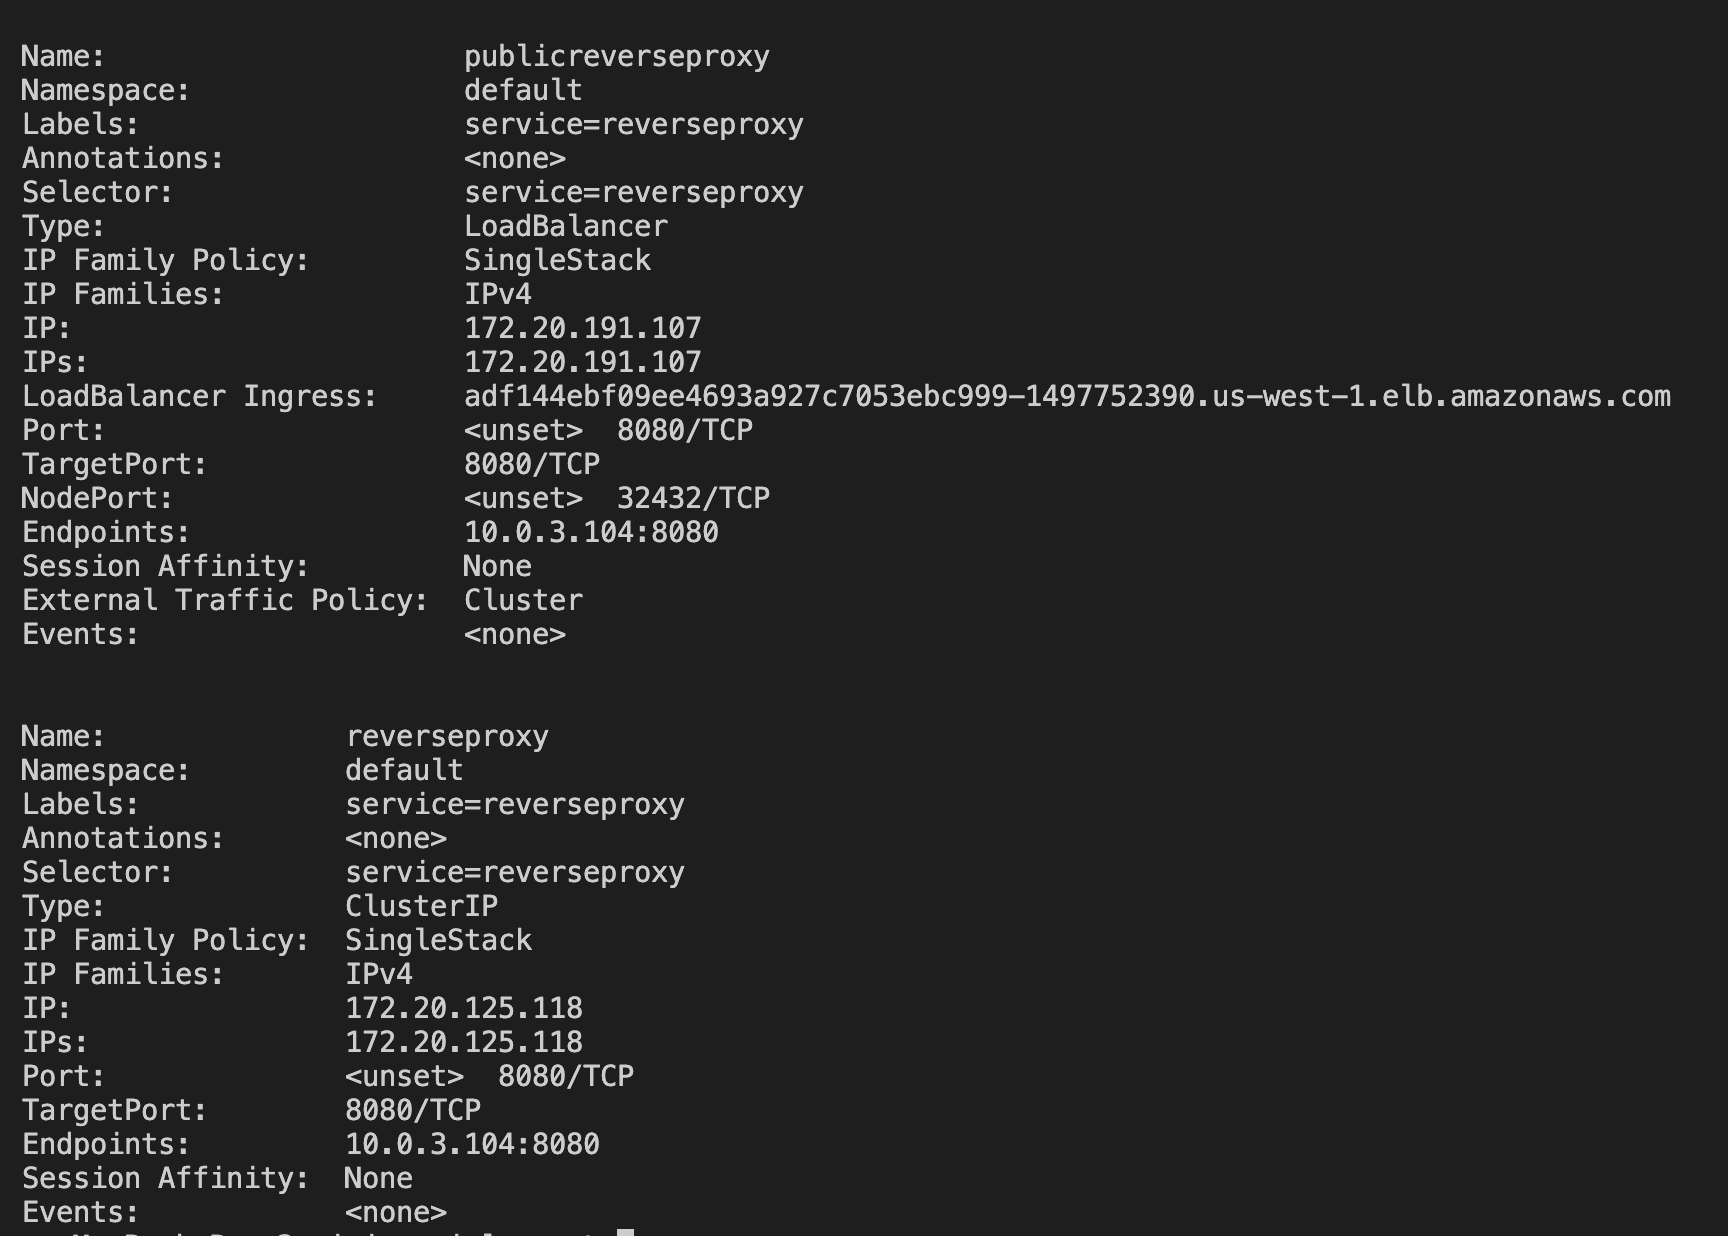 Name: publicreverseproxy
Namespace: default
Labels: service=reverseproxy
Annotations: <none>
Selector: service=reverseproxy
Type: LoadBalancer
IP Family Policy: SingleStack
IP Families: IPv4
IP: 172.20.191.107
IPs: 172.20.191.107
LoadBalancer Ingress: adf144ebf09ee4693a927c7053ebc999-1497752390.us-west-1.elb.amazonaws.com
Port: <unset> 8080/TCP
TargetPort: 8080/TCP
NodePort: <unset> 32432/TCP
Endpoints: 10.0.3.104:8080
Session Affinity: None
External Traffic Policy: Cluster
Events: <none>
Name: reverseproxy
Namespace: default
Labels: service=reverseproxy
Annotations: <none>
Selector: service=reverseproxy
Type: ClusterIP
IP Family Policy: SingleStack
IP Families: IPv4
IP: 172.20.125.118
IPs: 172.20.125.118
Port: <unset> 8080/TCP
TargetPort: 8080/TCP
Endpoints: 10.0.3.104:8080
Session Affinity: None
Events: <none>